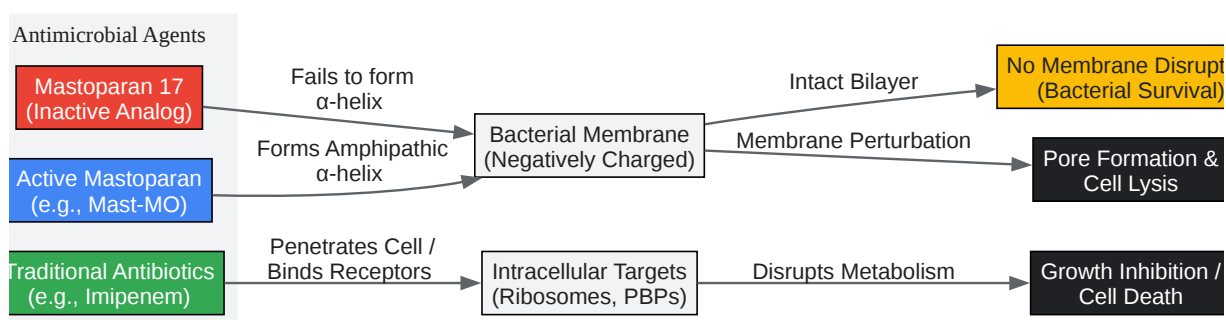 Antimicrobial Agents
Mastoparan 17
(Inactive Analog)
Fails to form
α-helix
Forms Amphipathic
α-helix
Active Mastoparan
(e.g., Mast-MO)
Bacterial Membrane
(Negatively Charged)
Intact Bilayer
Membrane Perturbation
No Membrane Disrupt
(Bacterial Survival)
Pore Formation &
Cell Lysis
Traditional Antibiotics
(e.g., Imipenem)
Penetrates Cell /
Binds Receptors
Intracellular Targets
(Ribosomes, PBPs)
Disrupts Metabolism
Growth Inhibition /
Cell Death